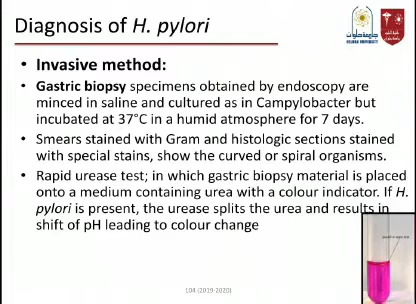 Diagnosis of H. pylori
• Invasive method:
• Gastric biopsy specimens obtained by endoscopy are
minced in saline and cultured as in Campylobacter but
incubated at 37°C in a humid atmosphere for 7 days.
• Smears stained with Gram and histologic sections stained
with special stains, show the curved or spiral organisms.
• Rapid urease test; in which gastric biopsy material is placed
onto a medium containing urea with a colour indicator. If H.
pylori is present, the urease splits the urea and results in
shift of pH leading to colour change
104 (2019-2020)